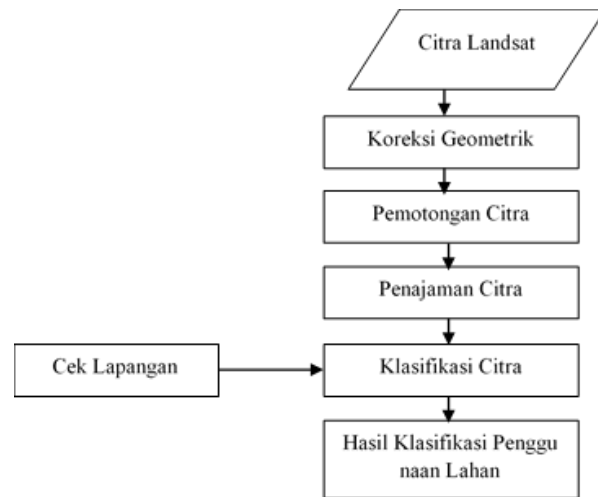 Citra Landsat
Koreksi Geometrik
Pemotongan Citra
Penajaman Citra
Cek Lapangan
Klasifikasi Citra
Hasil Klasifikasi Penggu
naan Lahan